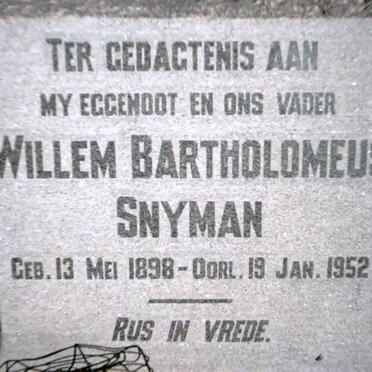 TER GEDAGTENIS AAN
MY EGGENOOT EN ONS VADER
WILLEM BARTHOLOMEUS
SNYMAN
GEB. 13 MEI 1898 - OORL. 19 JAN. 1952
RUS IN VREDE.